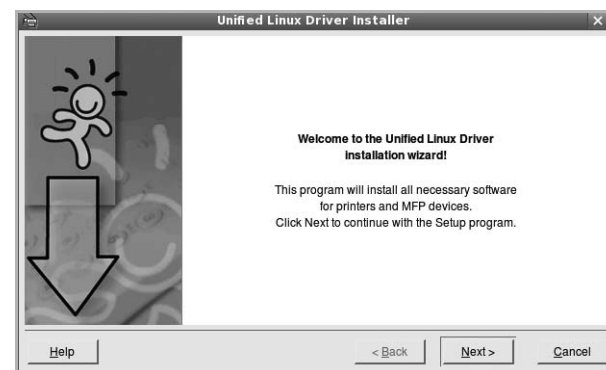 Unified Linux Driver Installer
Welcome to the Unified Linux Driver
installation wizard!
This program will install all necessary software
for printers and MFP devices.
Click Next to continue with the Setup program.
Help
< Back
Next >
Cancel